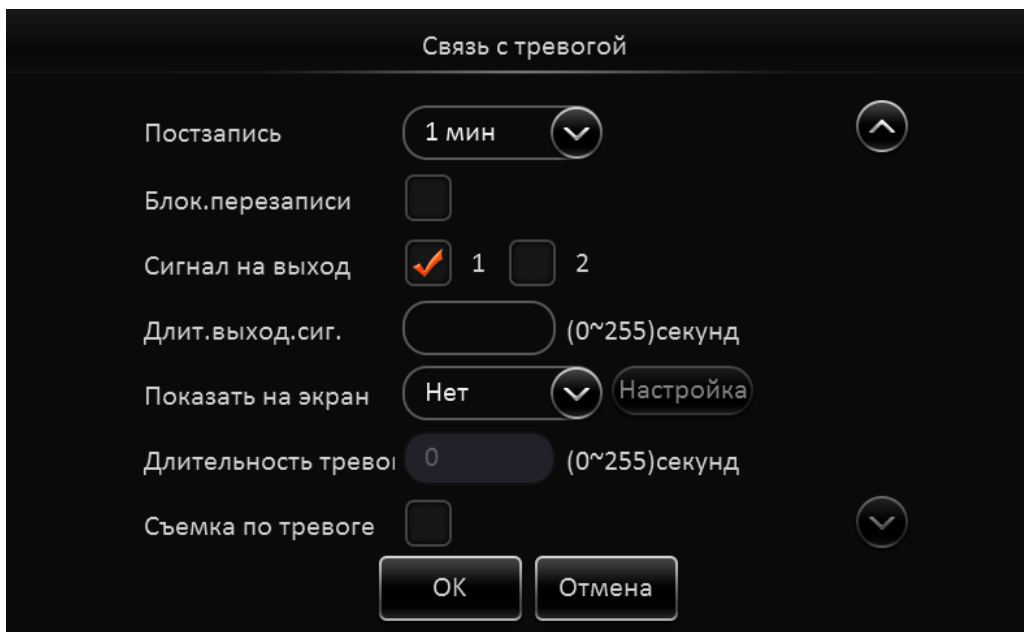 Связь с тревогой
Постзапись 1 мин
Блок.перезаписи
Сигнал на выход 1 2
Длит.выход.сиг. (0~255)секунд
Показать на экран Нет Настройка
Длительность трево 0 (0~255)секунд
Съемка по тревоге
OK Отмена